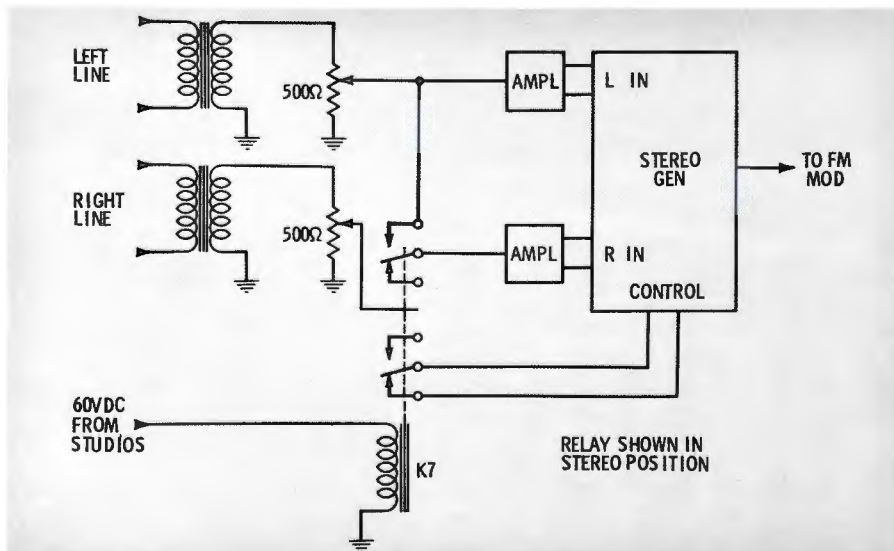 LEFT
LINE
500Ω
AMPL
L IN
STEREO
GEN
TO FM
MOD
RIGHT
LINE
500Ω
AMPL
R IN
CONTROL
60VDC
FROM
STUDIOS
K7
RELAY SHOWN IN
STEREO POSITION